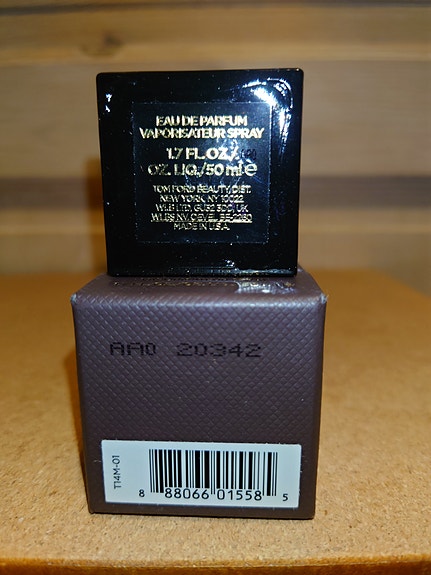 EAU DE PARFUM
VAPORISATEUR SPRAY
1.7 FL.OZ./
OZ. LIQ./50 ml ℮
TOM FORD BEAUTY, DIST.
NEW YORK, NY 10022
MADE IN U.S.A.
AA0 20342
T14M-01
8 88066 01558 5